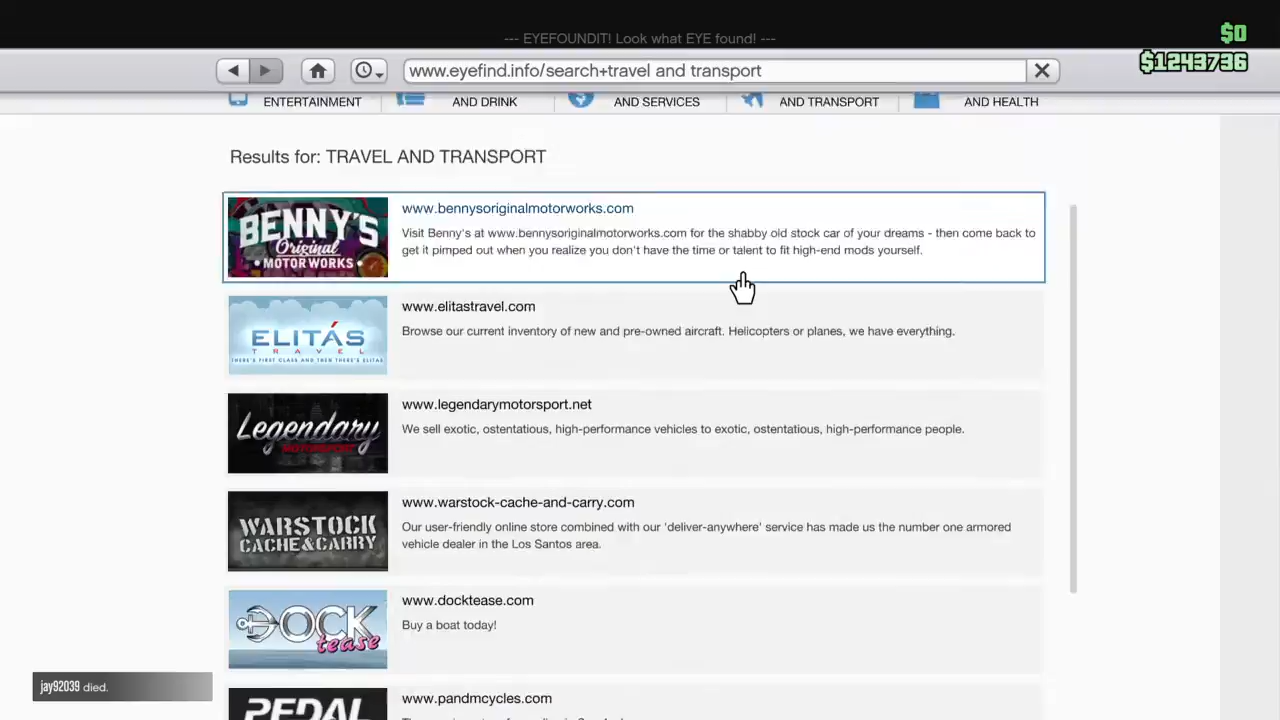 --- EYEFOUNDIT! Look what EYE found! ---
$0
$1243736
www.eyefind.info/search+travel and transport
ENTERTAINMENT
AND DRINK
AND SERVICES
AND TRANSPORT
AND HEALTH
Results for: TRAVEL AND TRANSPORT
BENNY'S
Original
MOTOR WORKS
www.bennysoriginalmotorworks.com
Visit Benny's at www.bennysoriginalmotorworks.com for the shabby old stock car of your dreams - then come back to
get it pimped out when you realize you don't have the time or talent to fit high-end mods yourself.
ELITÁS
TRAVEL
THERE'S FIRST CLASS AND THEN THERE'S ELITAS
www.elitastravel.com
Browse our current inventory of new and pre-owned aircraft. Helicopters or planes, we have everything.
Legendary
MOTORSPORT
www.legendarymotorsport.net
We sell exotic, ostentatious, high-performance vehicles to exotic, ostentatious, high-performance people.
WARSTOCK
CACHE&CARRY
www.warstock-cache-and-carry.com
Our user-friendly online store combined with our 'deliver-anywhere' service has made us the number one armored
vehicle dealer in the Los Santos area.
DOCK
tease
www.docktease.com
Buy a boat today!
PEDAL
www.pandmcycles.com
jay92039 died.